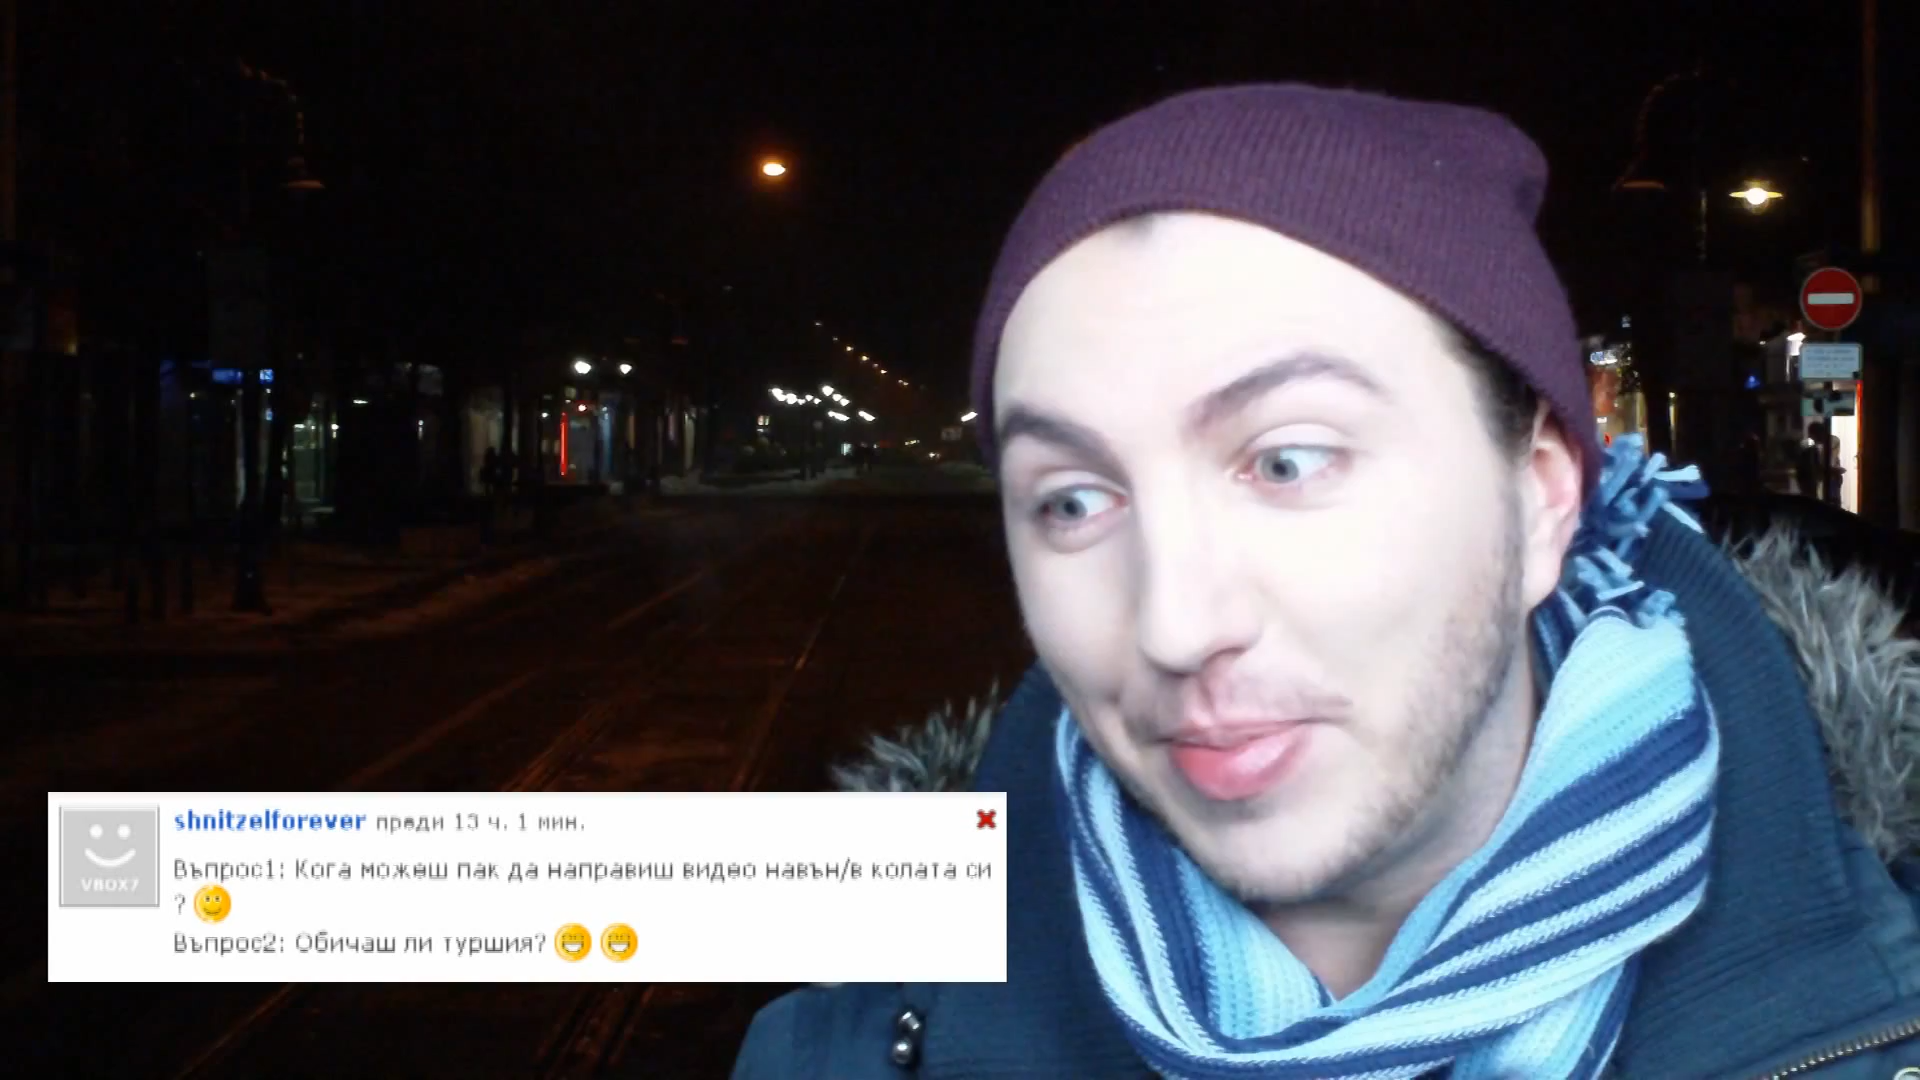 shnitzelforever преди 13 ч. 1 мин.
Въпрос1: Кога можеш пак да направиш видео навън/в колата си
?
Въпрос2: Обичаш ли туршия?
VBOX7